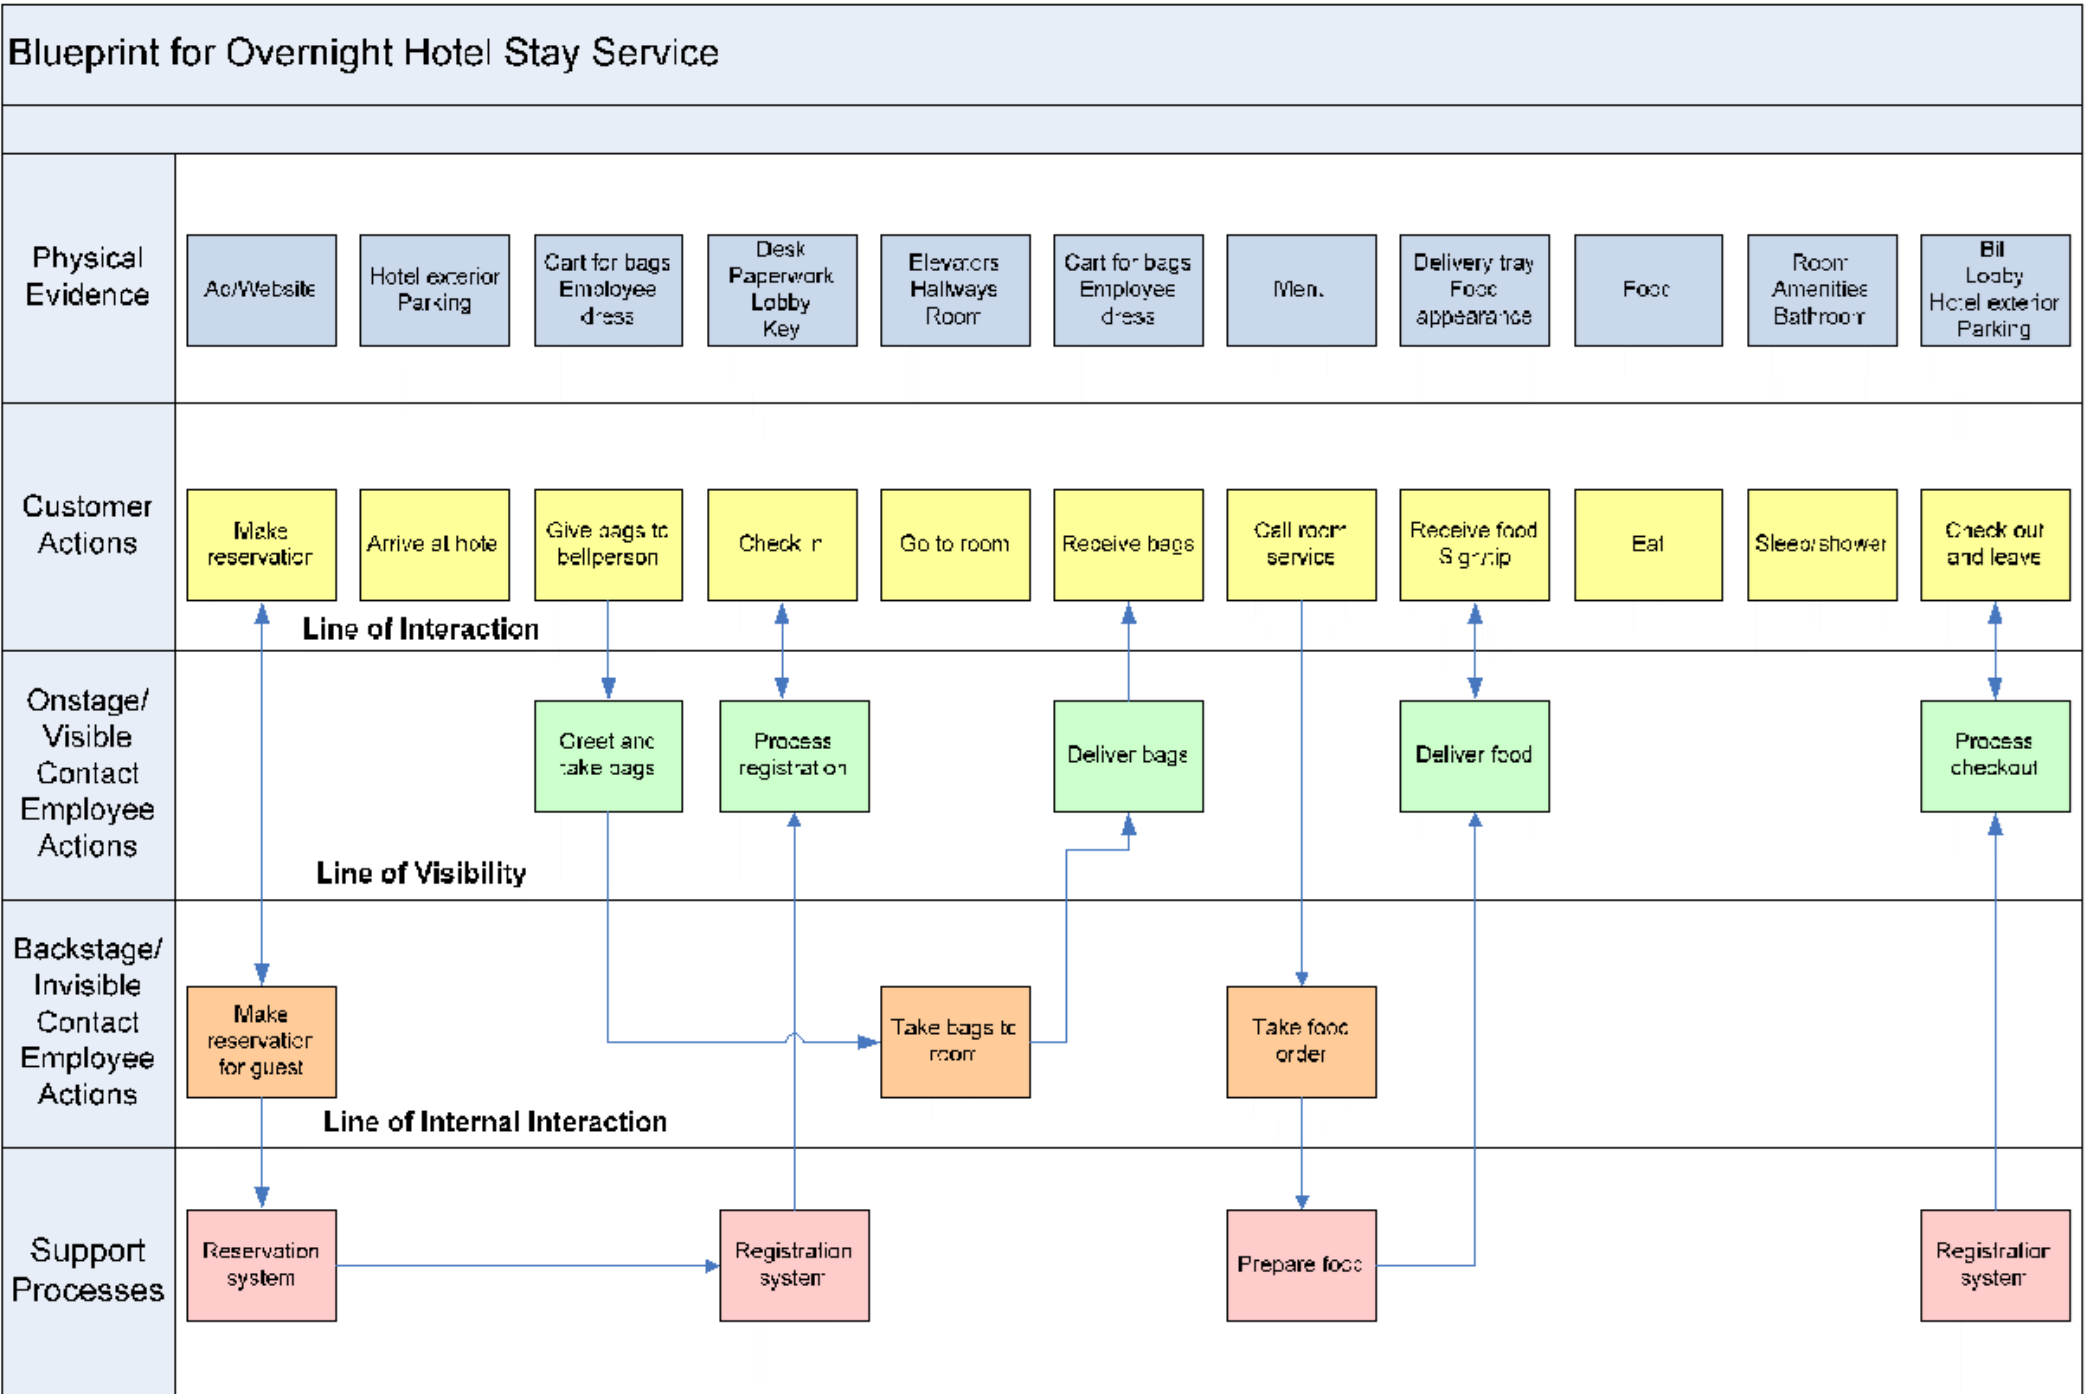 Blueprint for Overnight Hotel Stay Service
Physical
Evidence
Ad/Website
Hotel exterior
Parking
Cart for bags
Employee
dress
Desk
Paperwork
Lobby
Key
Elevators
Hallways
Room
Cart for bags
Employee
dress
Menu
Delivery tray
Food
appearance
Food
Room
Amenities
Bathroom
Bill
Lobby
Hotel exterior
Parking
Customer
Actions
Make
reservation
Arrive at hotel
Give bags to
bellperson
Check in
Go to room
Receive bags
Call room
service
Receive food
Sign/tip
Eat
Sleep/shower
Check out
and leave
Line of Interaction
Onstage/
Visible
Contact
Employee
Actions
Greet and
take bags
Process
registration
Deliver bags
Deliver food
Process
checkout
Line of Visibility
Backstage/
Invisible
Contact
Employee
Actions
Make
reservation
for guest
Take bags to
room
Take food
order
Line of Internal Interaction
Support
Processes
Reservation
system
Registration
system
Prepare food
Registration
system